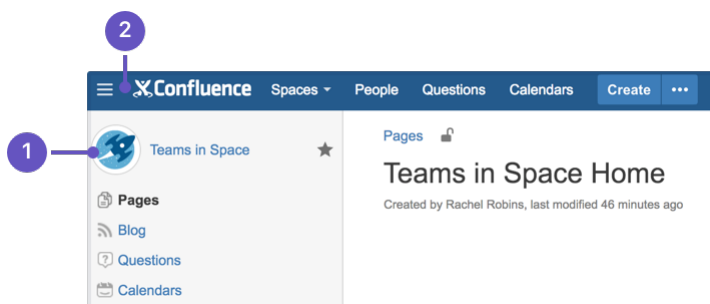 2
Confluence Spaces People Questions Calendars Create
1
Teams in Space
Pages
Blog
Questions
Calendars
Pages
Teams in Space Home
Created by Rachel Robins, last modified 46 minutes ago